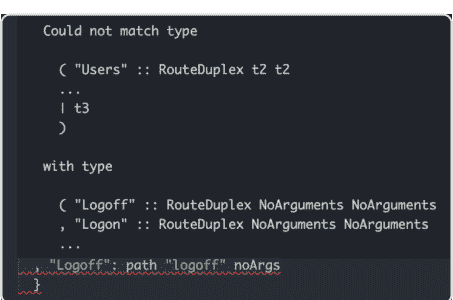 Could not match type
( "Users" :: RouteDuplex t2 t2
...
| t3
)
with type
( "Logoff" :: RouteDuplex NoArguments NoArguments
, "Logon" :: RouteDuplex NoArguments NoArguments
...
, "Logoff": path "logoff" noArgs
}